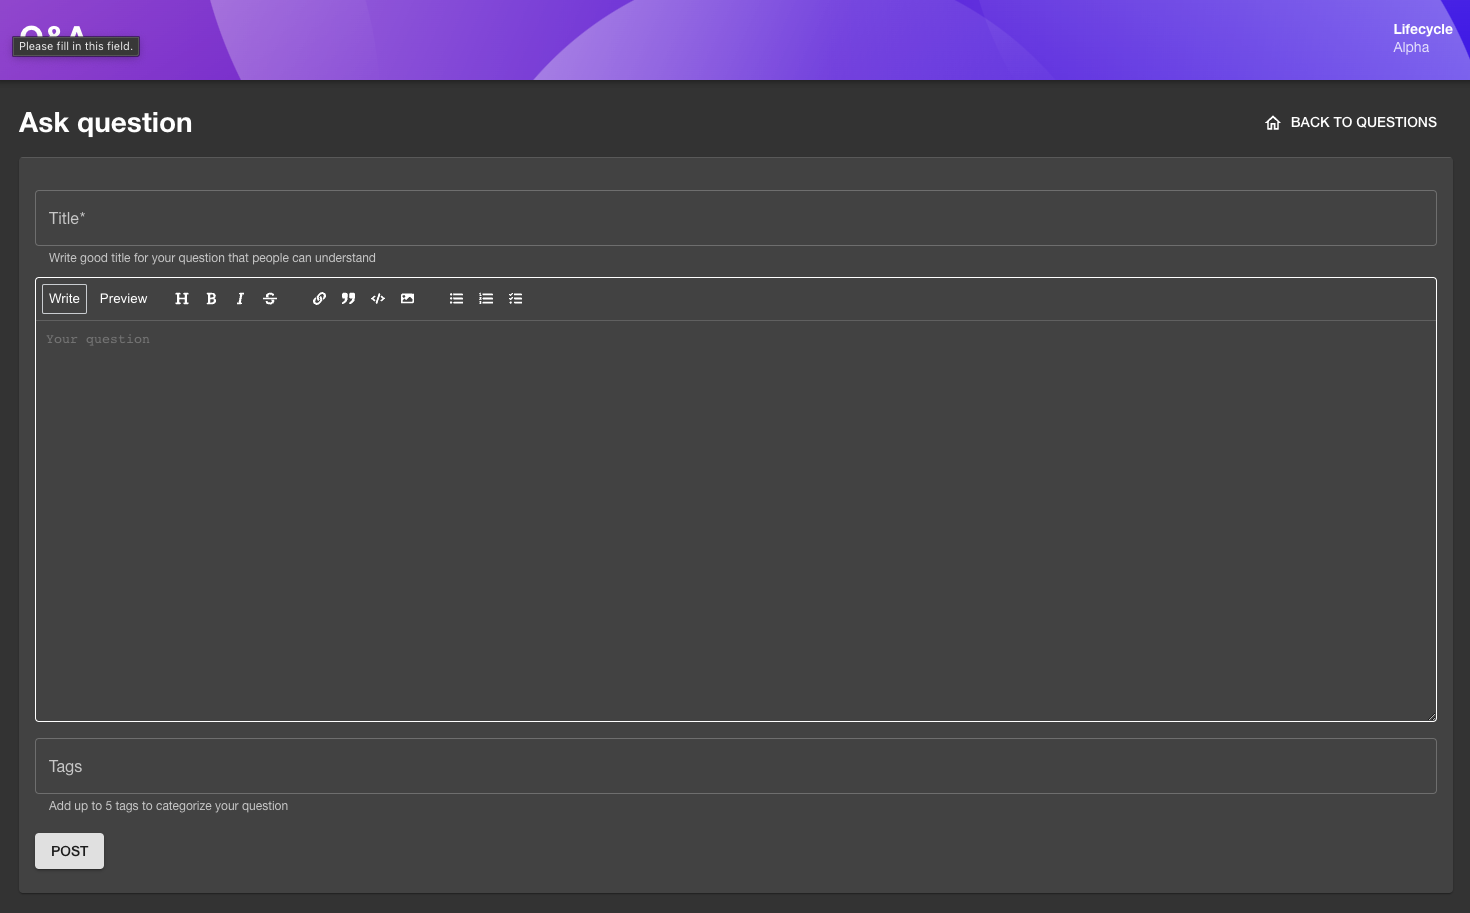 Q&A
Please fill in this field.
Lifecycle
Alpha
Ask question
BACK TO QUESTIONS
Title*
Write good title for your question that people can understand
Write Preview H B I S
Your question
Tags
Add up to 5 tags to categorize your question
POST